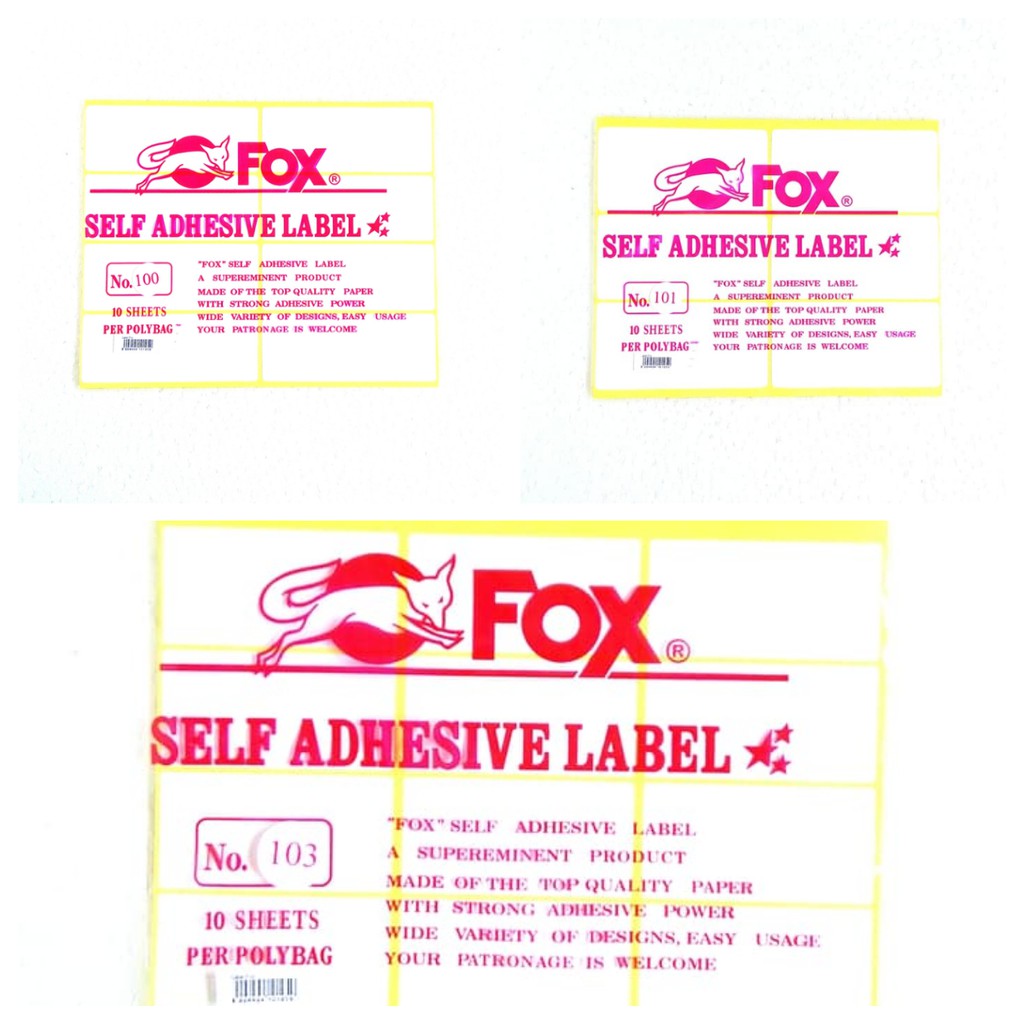 FOX®
SELF ADHESIVE LABEL
No. 100
10 SHEETS
PER POLYBAG
"FOX" SELF ADHESIVE LABEL
A SUPEREMINENT PRODUCT
MADE OF THE TOP QUALITY PAPER
WITH STRONG ADHESIVE POWER
WIDE VARIETY OF DESIGNS, EASY USAGE
YOUR PATRONAGE IS WELCOME
FOX®
SELF ADHESIVE LABEL
No. 101
10 SHEETS
PER POLYBAG
"FOX" SELF ADHESIVE LABEL
A SUPEREMINENT PRODUCT
MADE OF THE TOP QUALITY PAPER
WITH STRONG ADHESIVE POWER
WIDE VARIETY OF DESIGNS, EASY USAGE
YOUR PATRONAGE IS WELCOME
FOX®
SELF ADHESIVE LABEL
No. 103
10 SHEETS
PER POLYBAG
"FOX" SELF ADHESIVE LABEL
A SUPEREMINENT PRODUCT
MADE OF THE TOP QUALITY PAPER
WITH STRONG ADHESIVE POWER
WIDE VARIETY OF DESIGNS, EASY USAGE
YOUR PATRONAGE IS WELCOME